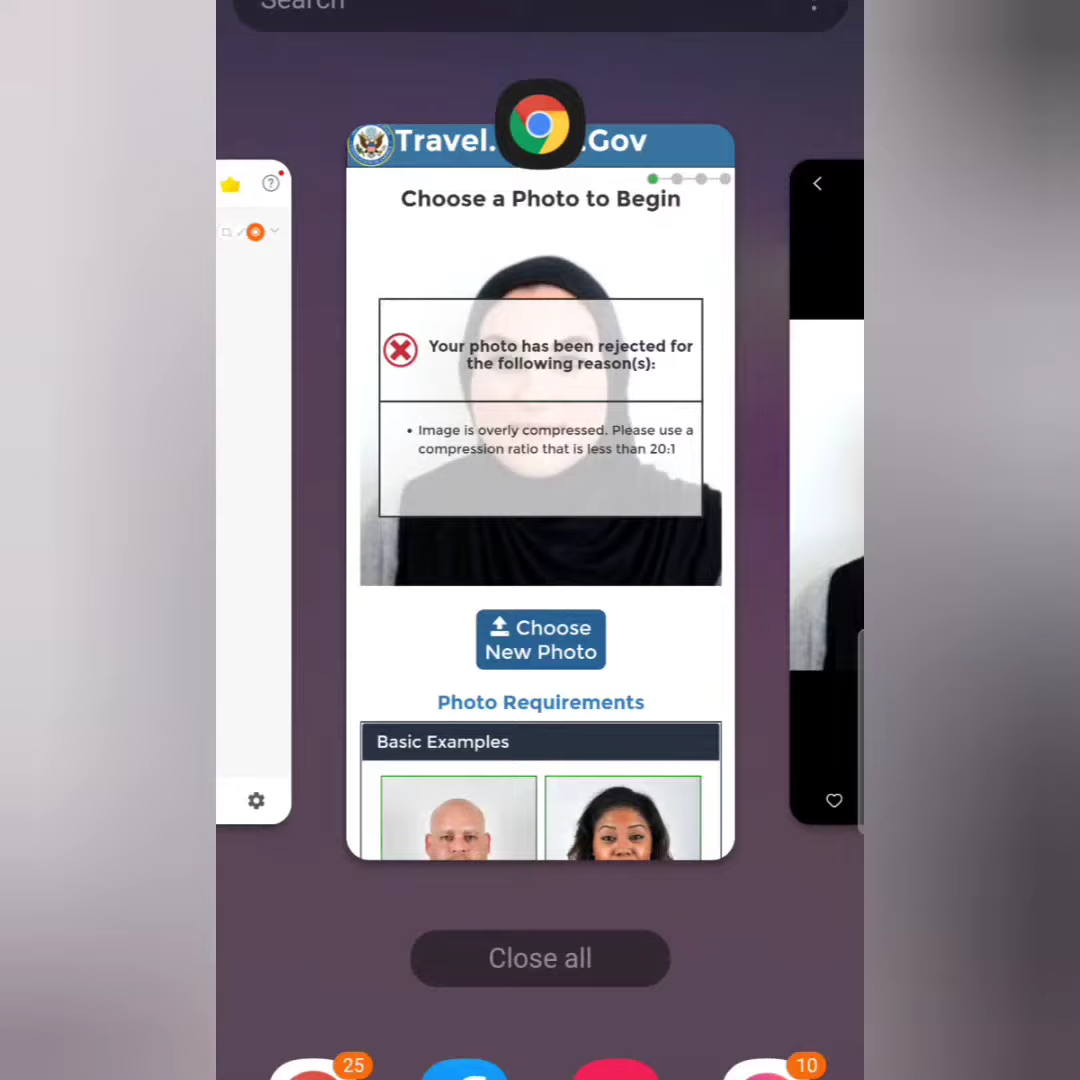 Search
Travel.
.Gov
Choose a Photo to Begin
Your photo has been rejected for
the following reason(s):
• Image is overly compressed. Please use a
compression ratio that is less than 20:1
Choose
New Photo
Photo Requirements
Basic Examples
Close all
25
10